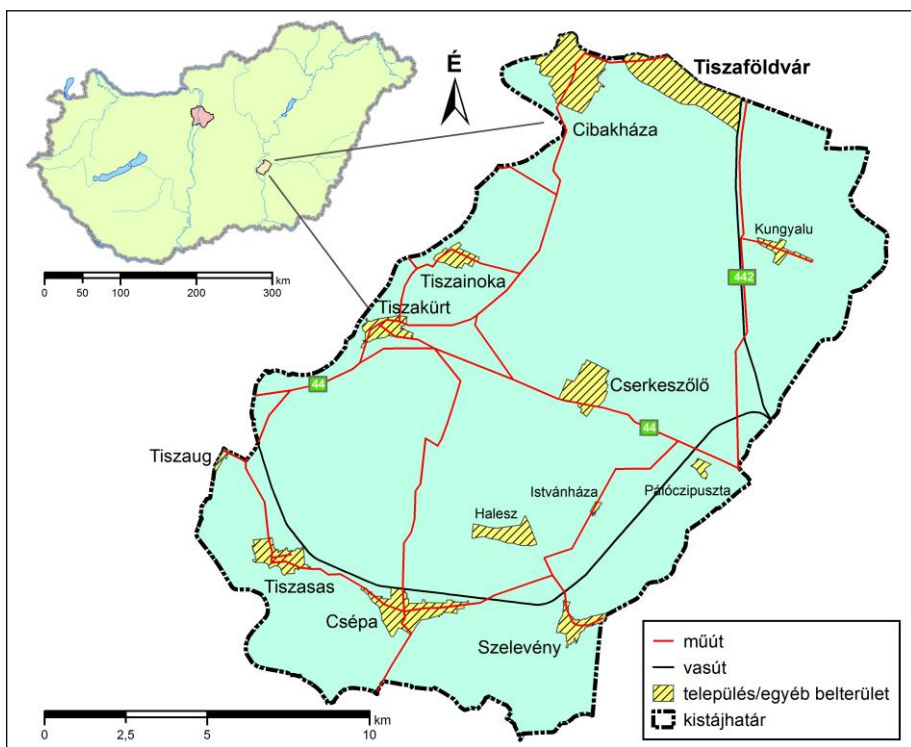 É
Tiszaföldvár
Cibakháza
Kungyalu
0 50 100 200 300
km
442
Tiszainoka
Tiszakürt
44
Cserkeszőlő
44
Tiszaug
Pálóczipuszta
Istvánháza
Halesz
Tiszasas
Csépa
Szelevény
műút
vasút
település/egyéb belterület
kistájhatár
0 2,5 5 10
km